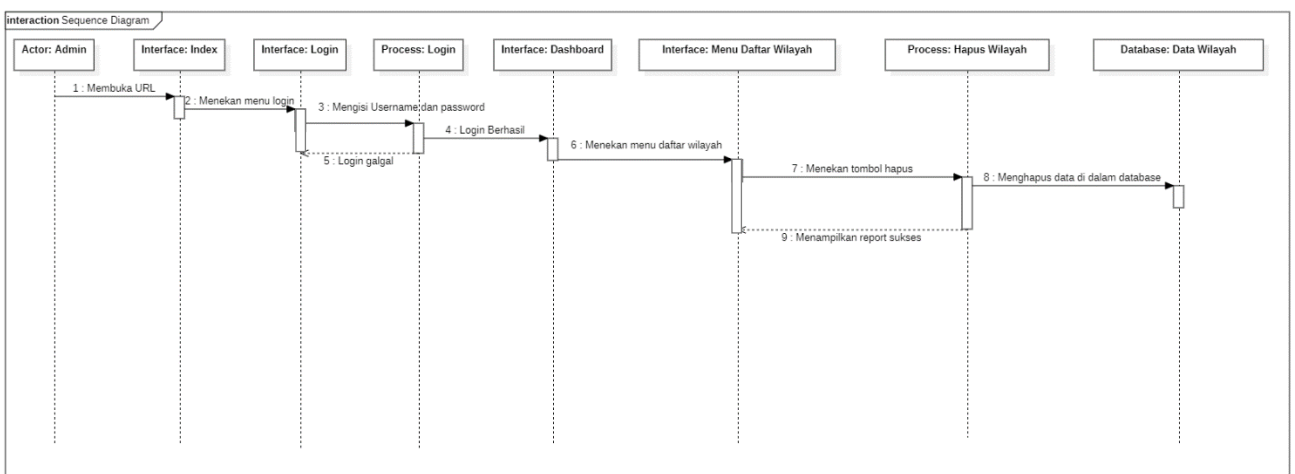 interaction Sequence Diagram
Actor: Admin
Interface: Index
Interface: Login
Process: Login
Interface: Dashboard
Interface: Menu Daftar Wilayah
Process: Hapus Wilayah
Database: Data Wilayah
1 : Membuka URL
2 : Menekan menu login
3 : Mengisi Username dan password
4 : Login Berhasil
5 : Login galgal
6 : Menekan menu daftar wilayah
7 : Menekan tombol hapus
8 : Menghapus data di dalam database
9 : Menampilkan report sukses